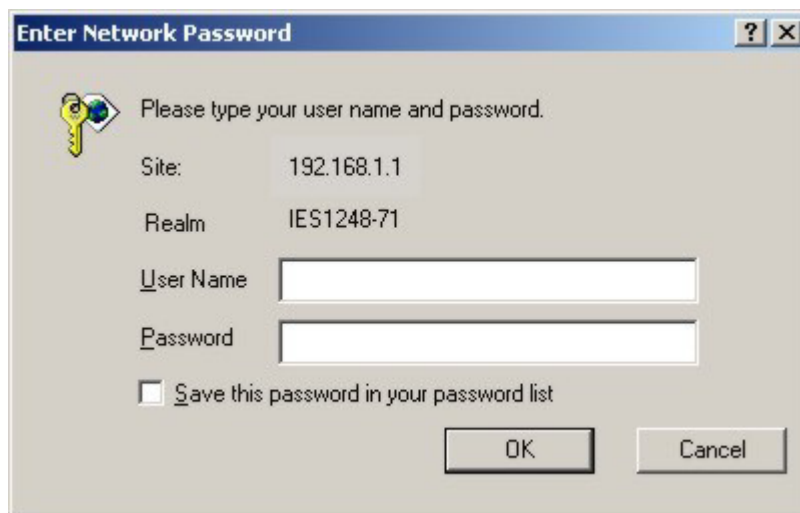 Enter Network Password
Please type your user name and password.
Site: 192.168.1.1
Realm IES1248-71
User Name
Password
Save this password in your password list
OK Cancel